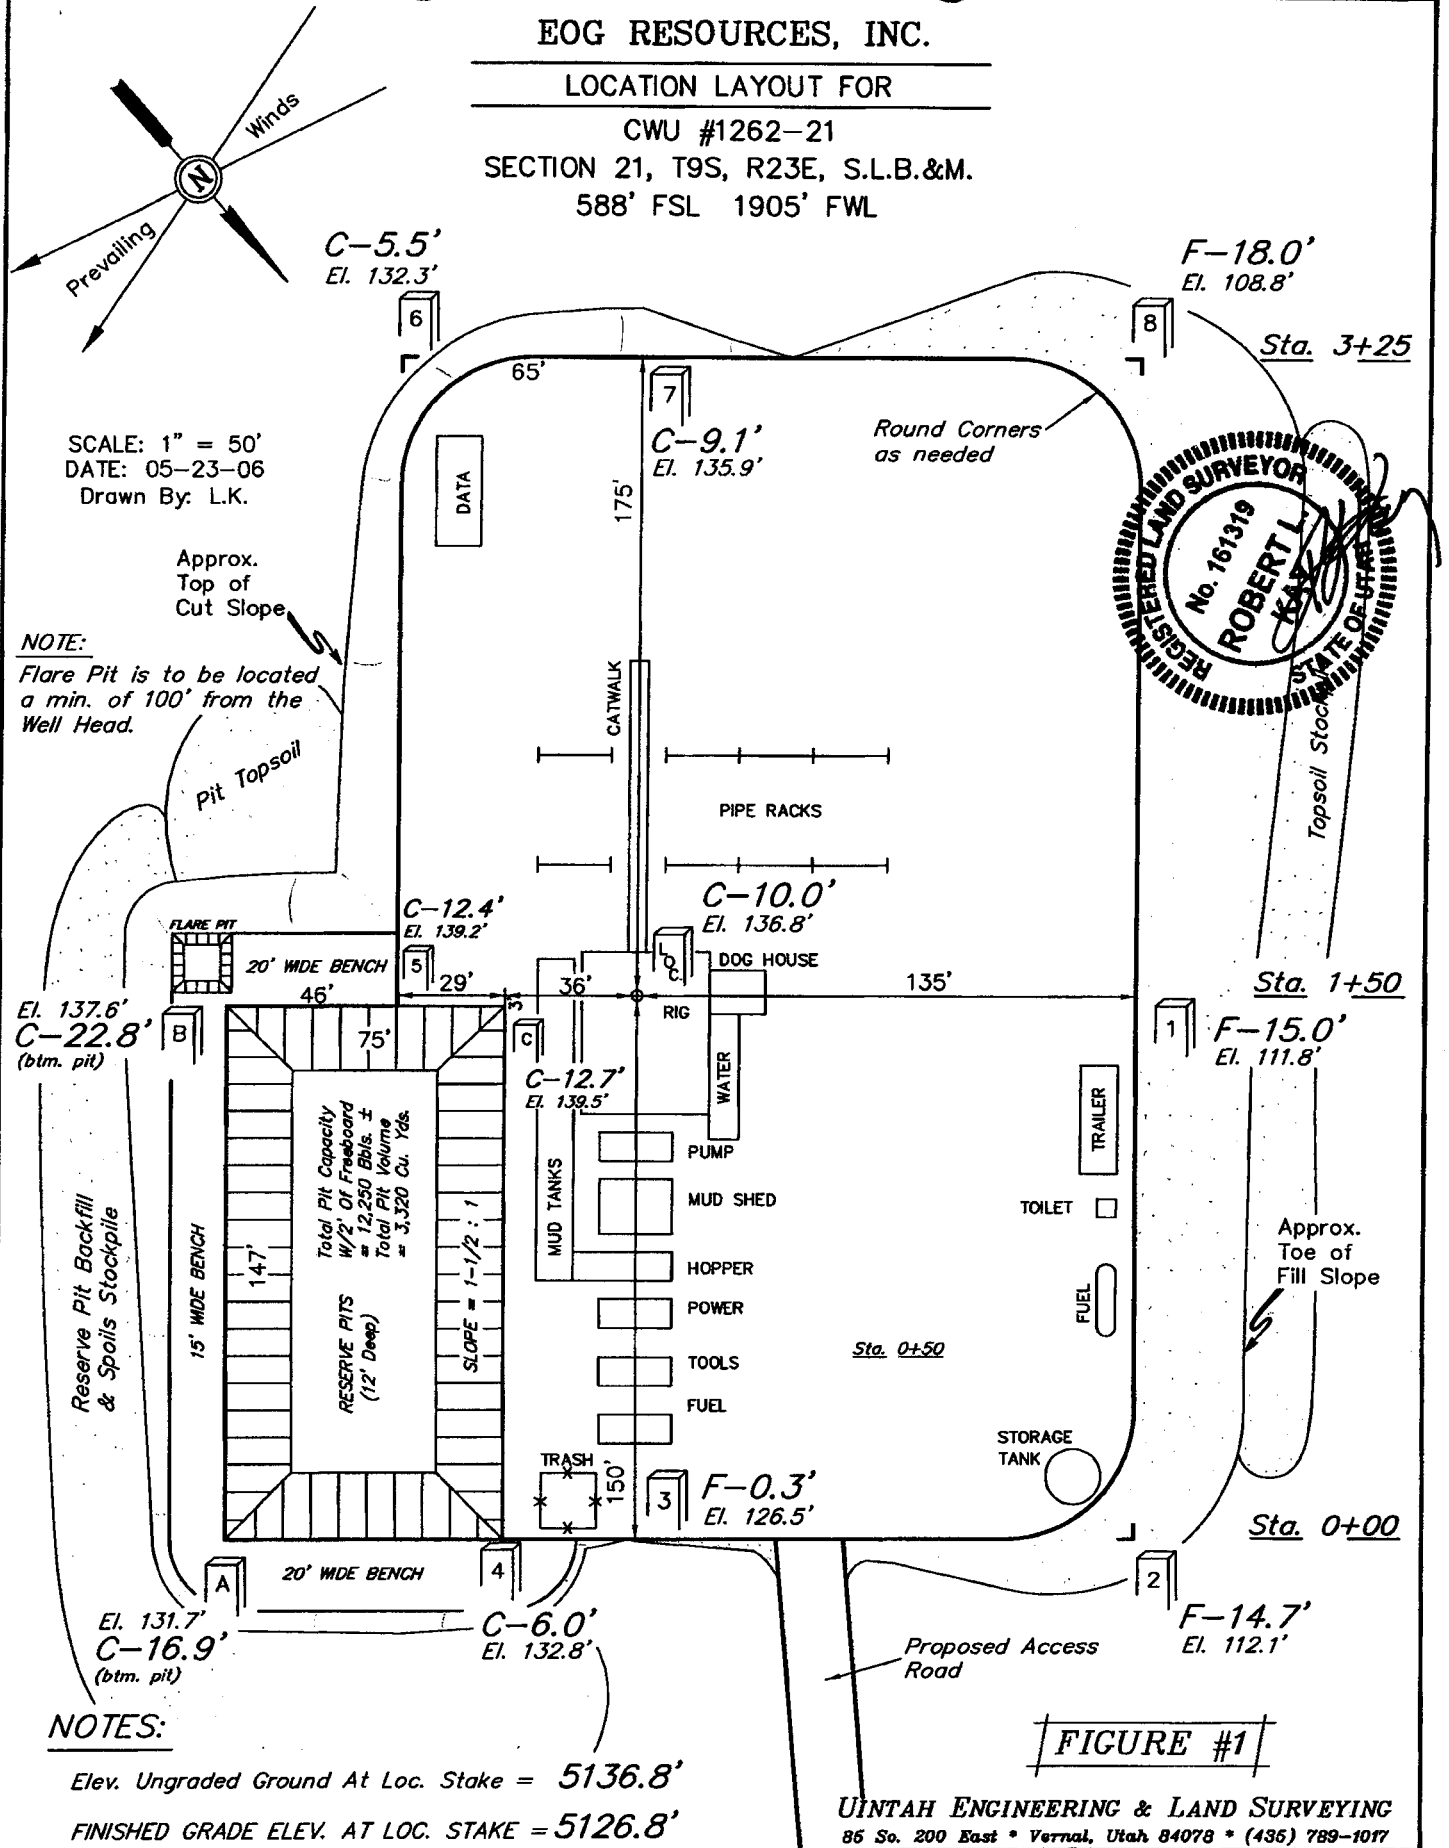 EOG RESOURCES, INC.
LOCATION LAYOUT FOR
CWU #1262-21
SECTION 21, T9S, R23E, S.L.B.&M.
588' FSL 1905' FWL
Winds
N
Prevailing
C-5.5'
El. 132.3'
6
F-18.0'
El. 108.8'
8
Sta. 3+25
65'
7
C-9.1'
El. 135.9'
175'
Round Corners
as needed
SCALE: 1" = 50'
DATE: 05-23-06
Drawn By: L.K.
DATA
REGISTERED LAND SURVEYOR
No. 161319
ROBERT L.
KAY
STATE OF UTAH
Approx.
Top of
Cut Slope
NOTE:
Flare Pit is to be located
a min. of 100' from the
Well Head.
Pit Topsoil
CATWALK
PIPE RACKS
Topsoil
C-12.4'
El. 139.2'
5
C-10.0'
El. 136.8'
LOC.
DOG HOUSE
FLARE PIT
20' WIDE BENCH
46'
29'
3'
36'
RIG
135'
Sta. 1+50
El. 137.6'
C-22.8'
(btm. pit)
B
75'
C
C-12.7'
El. 139.5'
WATER
1
F-15.0'
El. 111.8'
TRAILER
Total Pit Capacity
W/2' Of Freeboard
= 12,250 Bbls. ±
Total Pit Volume
= 3,320 Cu. Yds.
RESERVE PITS
(12' Deep)
SLOPE = 1-1/2 : 1
147'
15' WIDE BENCH
Reserve Pit Backfill
& Spoils Stockpile
MUD TANKS
PUMP
MUD SHED
HOPPER
POWER
TOOLS
FUEL
TOILET
FUEL
Approx.
Toe of
Fill Slope
Sta. 0+50
STORAGE
TANK
TRASH
150'
3
F-0.3'
El. 126.5'
Sta. 0+00
A
20' WIDE BENCH
4
2
El. 131.7'
C-16.9'
(btm. pit)
C-6.0'
El. 132.8'
F-14.7'
El. 112.1'
Proposed Access
Road
NOTES:
Elev. Ungraded Ground At Loc. Stake = 5136.8'
FINISHED GRADE ELEV. AT LOC. STAKE = 5126.8'
FIGURE #1
UINTAH ENGINEERING & LAND SURVEYING
85 So. 200 East * Vernal, Utah 84078 * (435) 789-1017